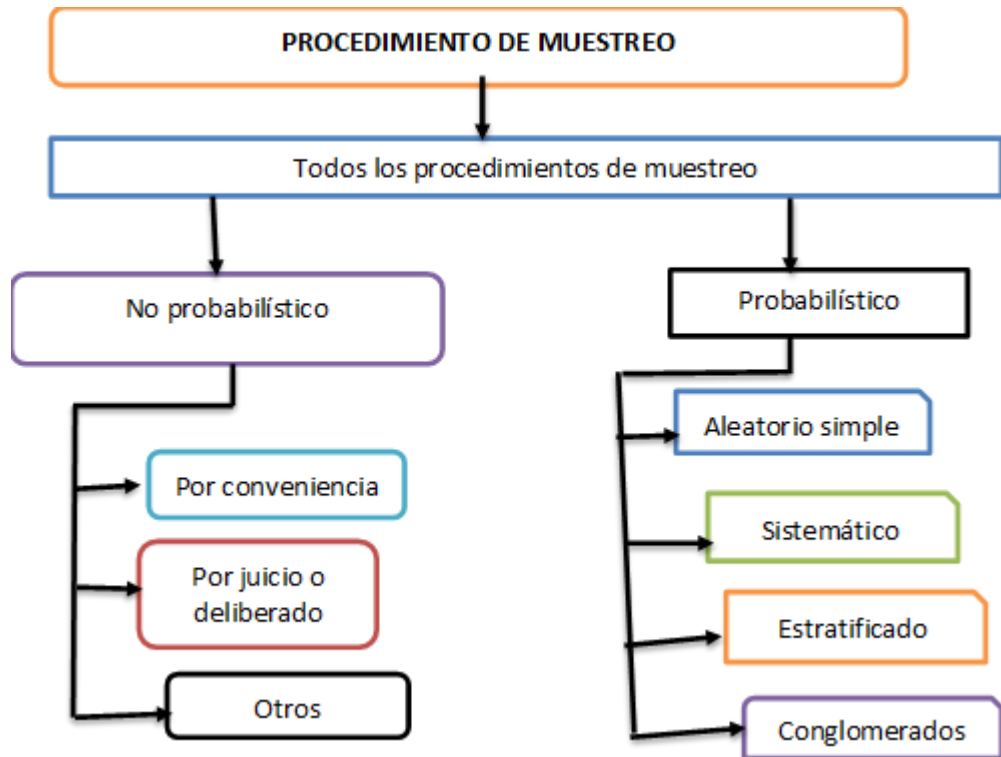 PROCEDIMIENTO DE MUESTREO
Todos los procedimientos de muestreo
No probabilístico
Por conveniencia
Por juicio o
deliberado
Otros
Probabilístico
Aleatorio simple
Sistemático
Estratificado
Conglomerados